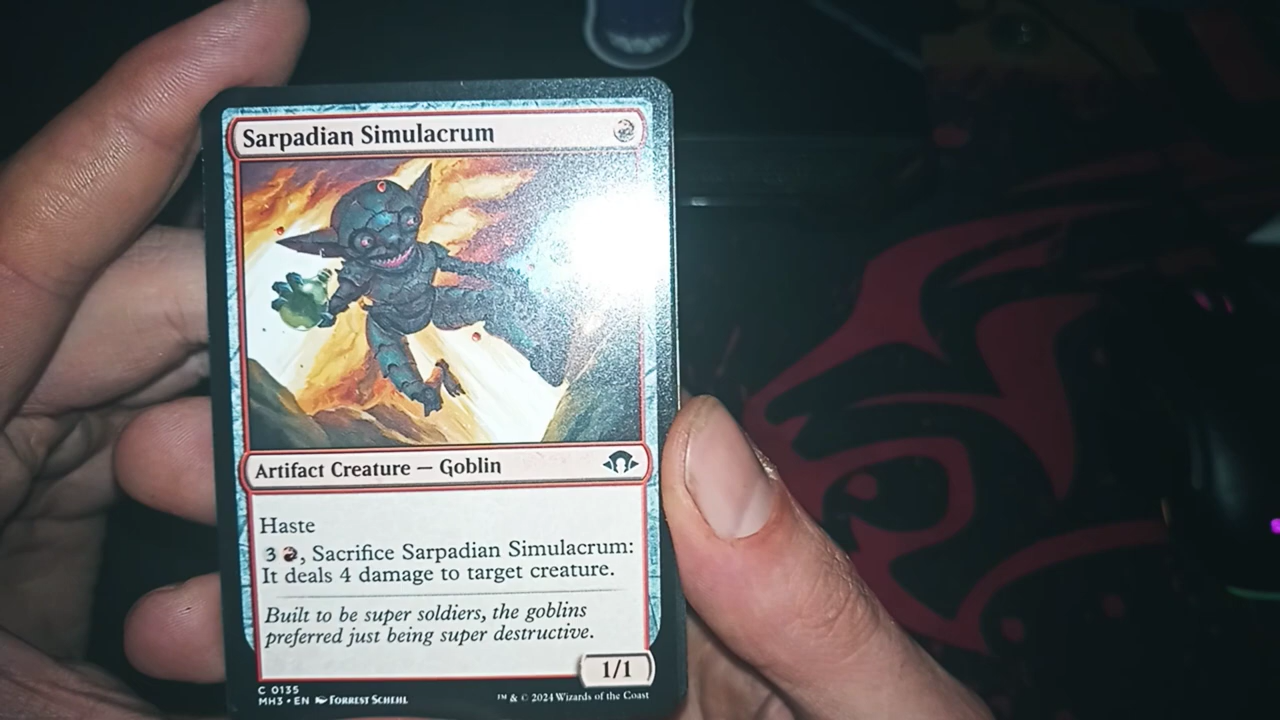 Sarpadian Simulacrum
Artifact Creature — Goblin
Haste
3 , Sacrifice Sarpadian Simulacrum:
It deals 4 damage to target creature.
Built to be super soldiers, the goblins
preferred just being super destructive.
1/1
C 0135
MH3 • EN Forrest Schehl
™ & © 2024 Wizards of the Coast